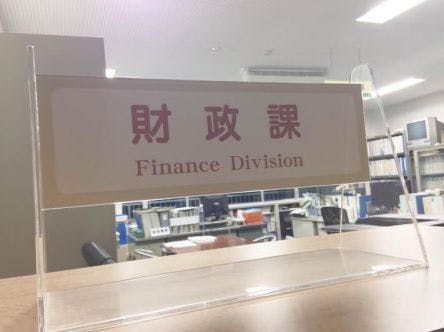 財政課
Finance Division